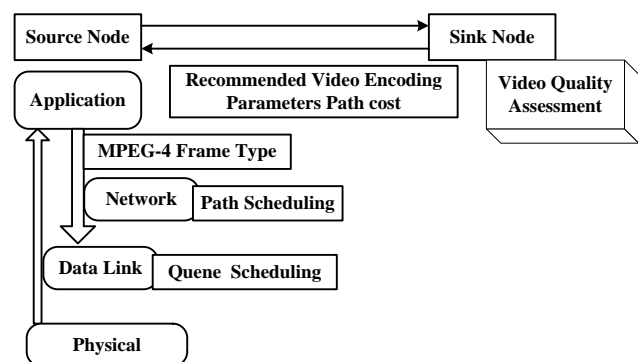 Source Node
Sink Node
Recommended Video Encoding
Parameters Path cost
Video Quality
Assessment
Application
MPEG-4 Frame Type
Network
Path Scheduling
Data Link
Quene Scheduling
Physical